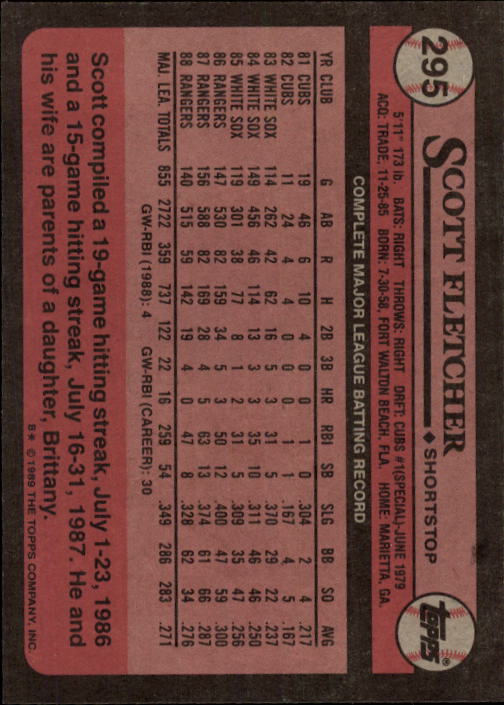 295
SCOTT FLETCHER ♦ SHORTSTOP
TOPPS®
5'11" 173 lb. BATS: RIGHT THROWS: RIGHT DRFT: CUBS #1(SPECIAL)-JUNE 1979
ACQ: TRADE, 11-25-85 BORN: 7-30-58, FORT WALTON BEACH, FLA. HOME: MARIETTA, GA.
COMPLETE MAJOR LEAGUE BATTING RECORD
YR CLUB G AB R H 2B 3B HR RBI SB SLG BB SO AVG
81 CUBS 19 46 6 10 4 0 0 1 0 .304 2 4 .217
82 CUBS 11 24 4 4 0 0 0 1 1 .167 4 5 .167
83 WHITE SOX 114 262 42 62 16 5 3 31 5 .370 29 22 .237
84 WHITE SOX 149 456 46 114 13 3 3 35 10 .311 46 46 .250
85 WHITE SOX 119 301 38 77 8 1 2 31 5 .309 35 47 .256
86 RANGERS 147 530 82 159 34 5 3 50 12 .400 47 59 .300
87 RANGERS 156 588 82 169 28 4 5 63 13 .374 61 66 .287
88 RANGERS 140 515 59 142 19 4 0 47 8 .328 62 34 .276
MAJ. LEA. TOTALS 855 2722 359 737 122 22 16 259 54 .349 286 283 .271
GW-RBI (1988): 4 GW-RBI (CAREER): 30
Scott compiled a 19-game hitting streak, July 1-23, 1986
and a 15-game hitting streak, July 16-31, 1987. He and
his wife are parents of a daughter, Brittany.
B* © 1989 THE TOPPS COMPANY, INC.